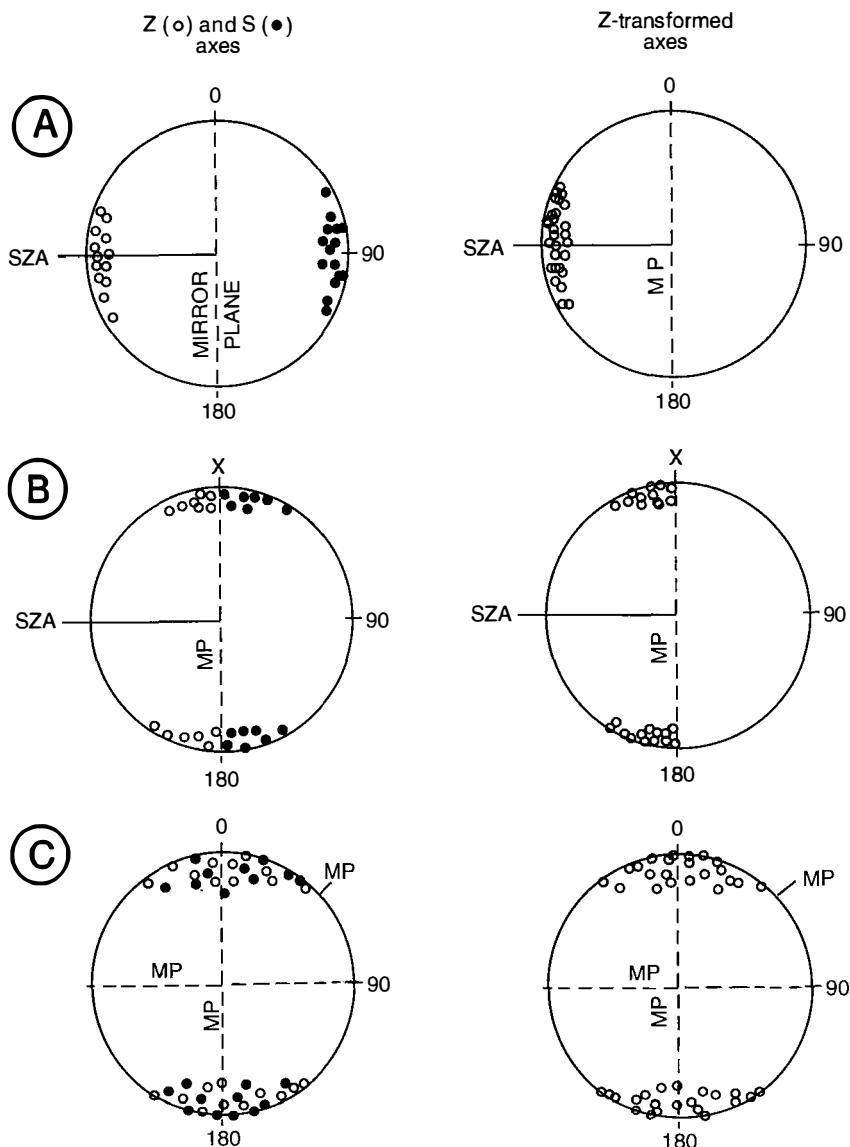 Z (○) and S (●)
axes
Z-transformed
axes
A
0
SZA
90
MIRROR
PLANE
180
0
SZA
90
M P
180
B
X
SZA
90
MP
180
X
SZA
90
MP
180
C
0
MP
MP
90
MP
180
0
MP
MP
90
MP
180